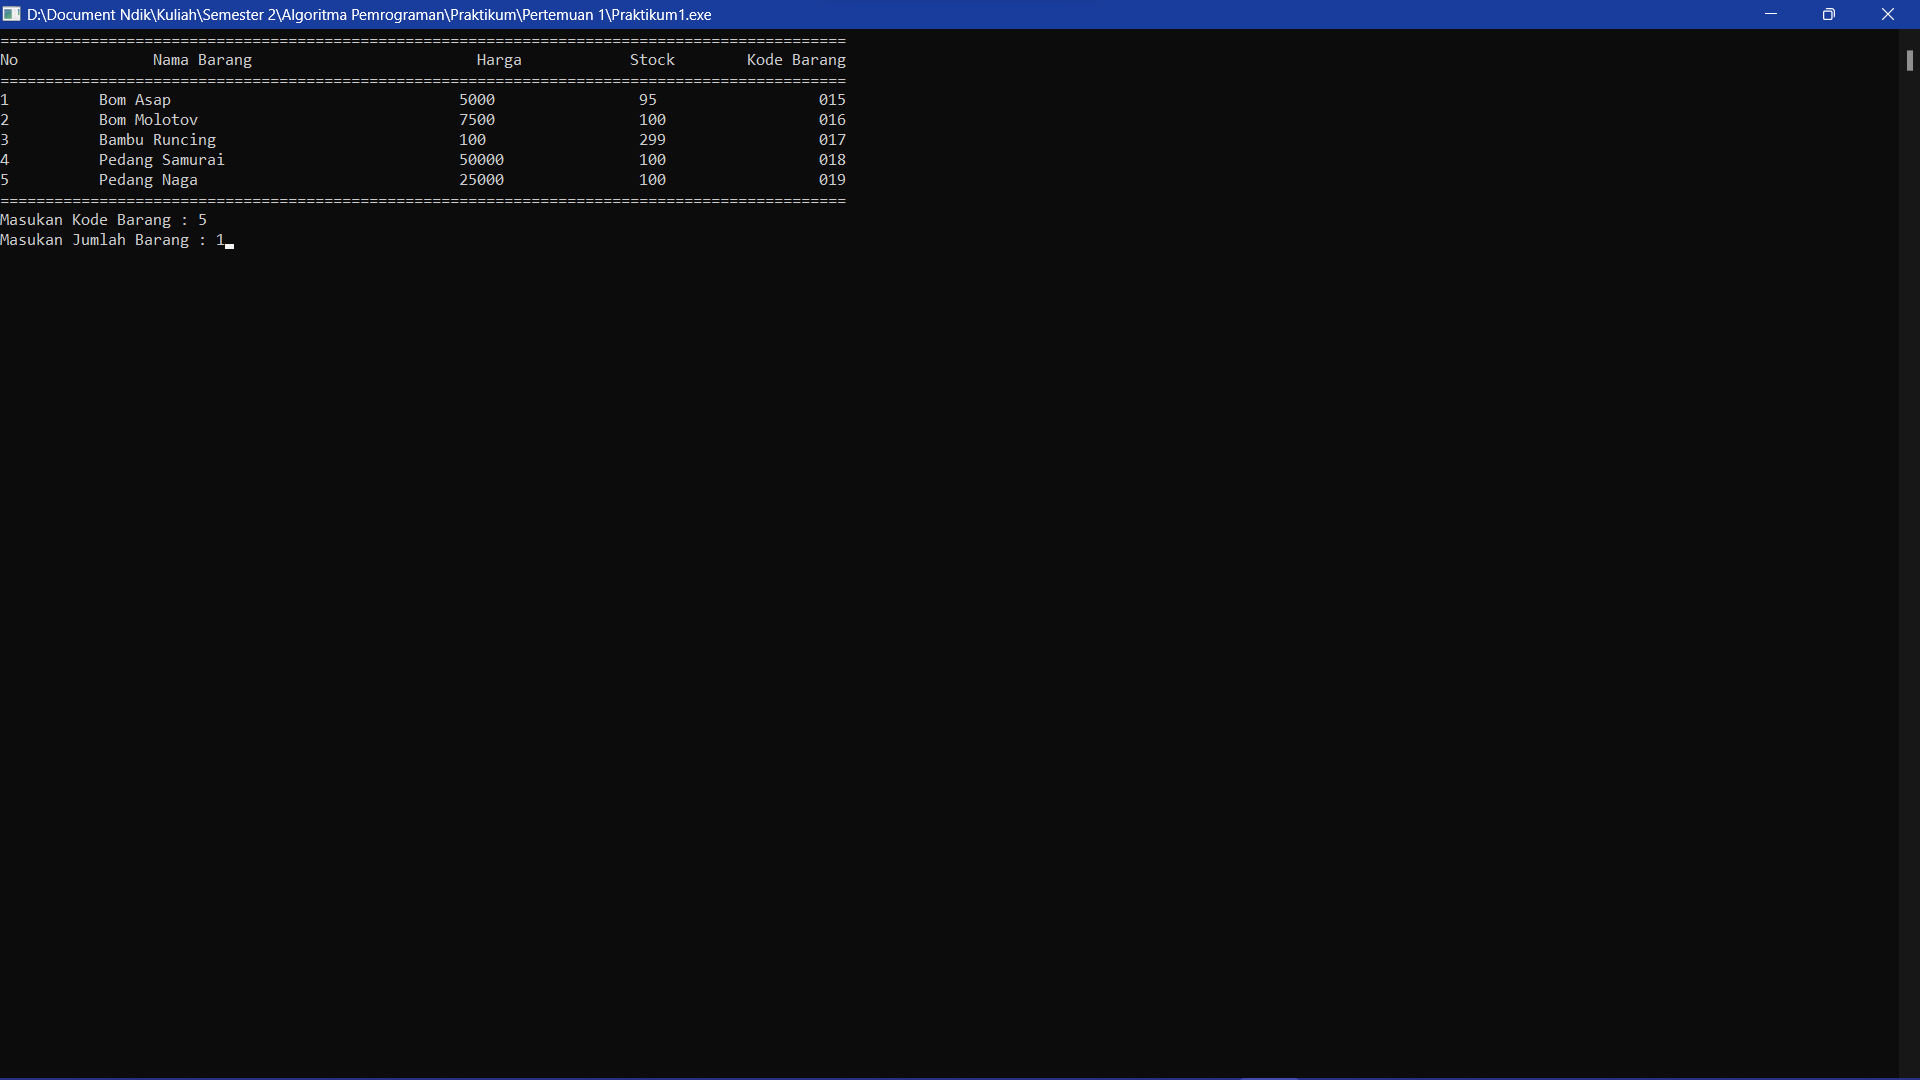 D:\Document Ndik\Kuliah\Semester 2\Algoritma Pemrograman\Praktikum\Pertemuan 1\Praktikum1.exe
==============================================================================================
No               Nama Barang                         Harga            Stock        Kode Barang
==============================================================================================
1          Bom Asap                                5000                95                  015
2          Bom Molotov                             7500                100                 016
3          Bambu Runcing                           100                 299                 017
4          Pedang Samurai                          50000               100                 018
5          Pedang Naga                             25000               100                 019
==============================================================================================
Masukan Kode Barang : 5
Masukan Jumlah Barang : 1